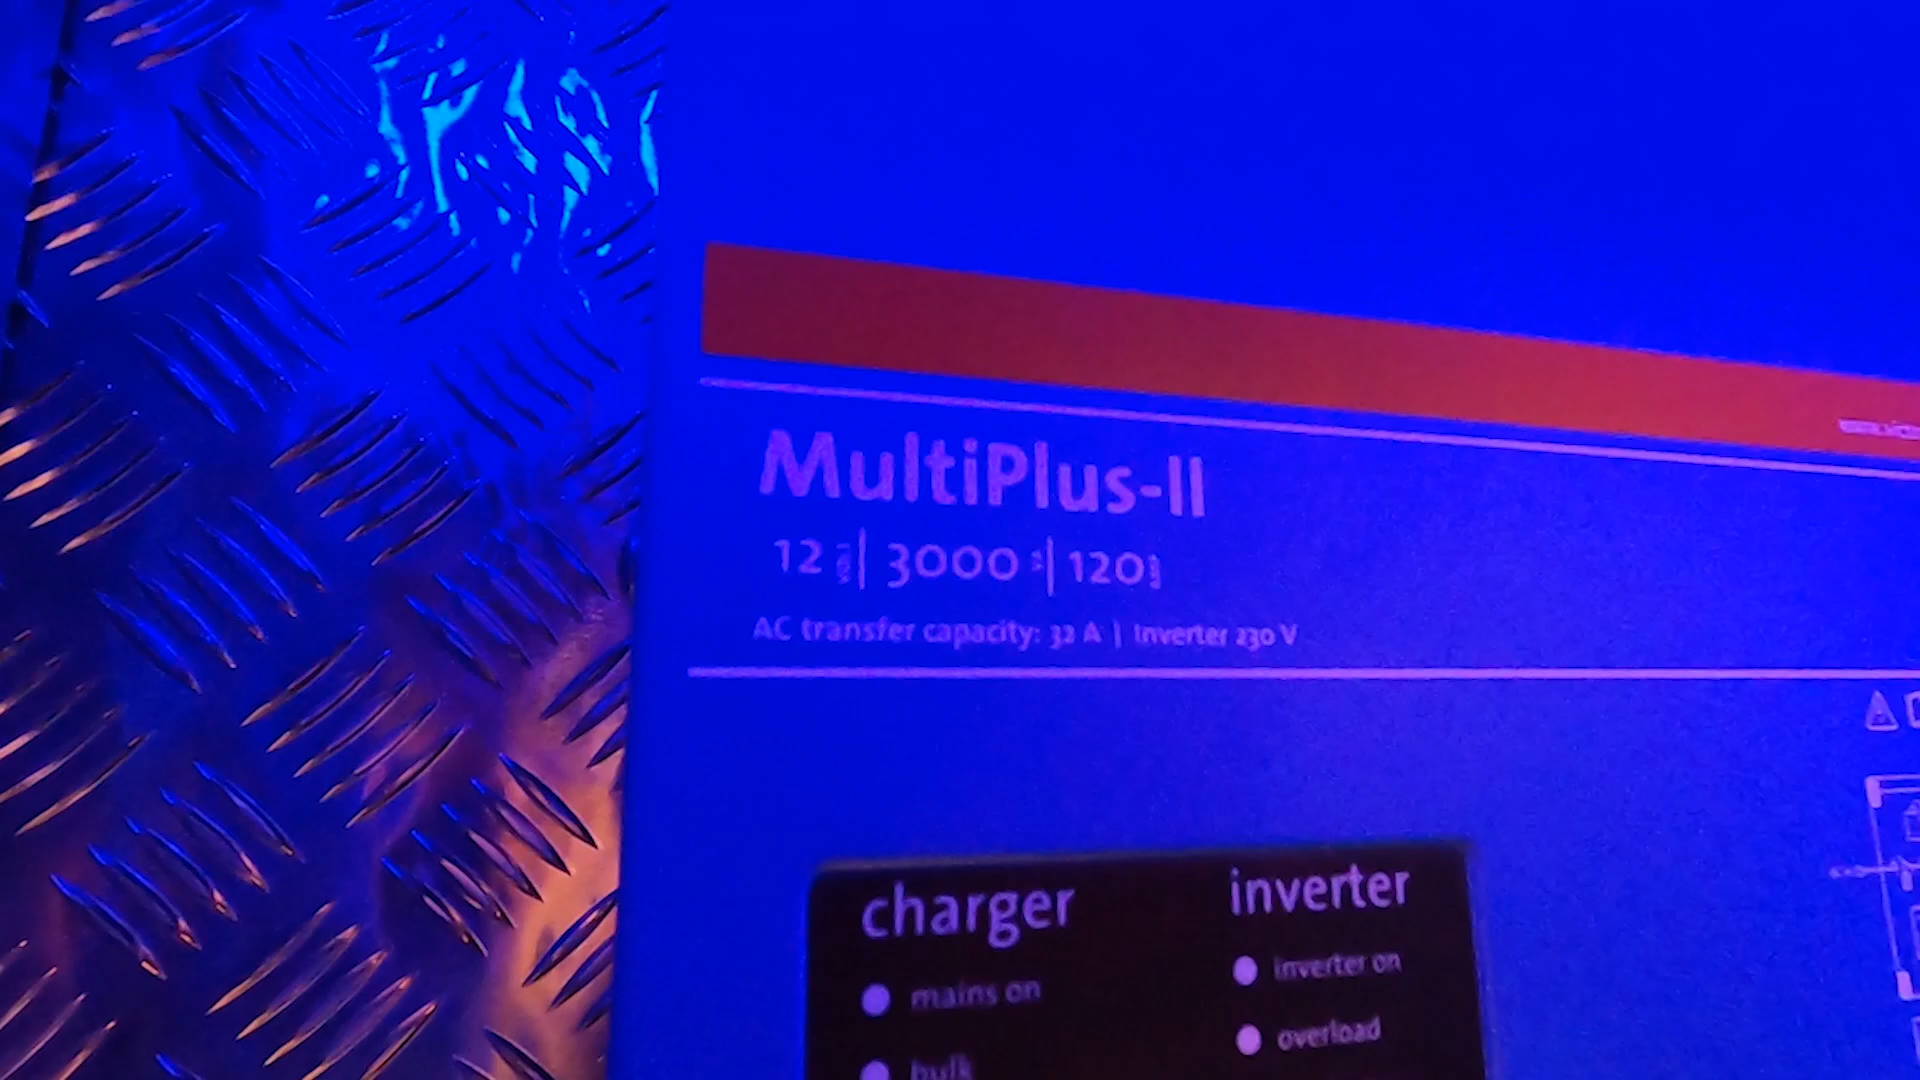 MultiPlus-II
12 | 3000 | 120
AC transfer capacity: 32 A | Inverter 230 V
charger
inverter
mains on
inverter on
bulk
overload